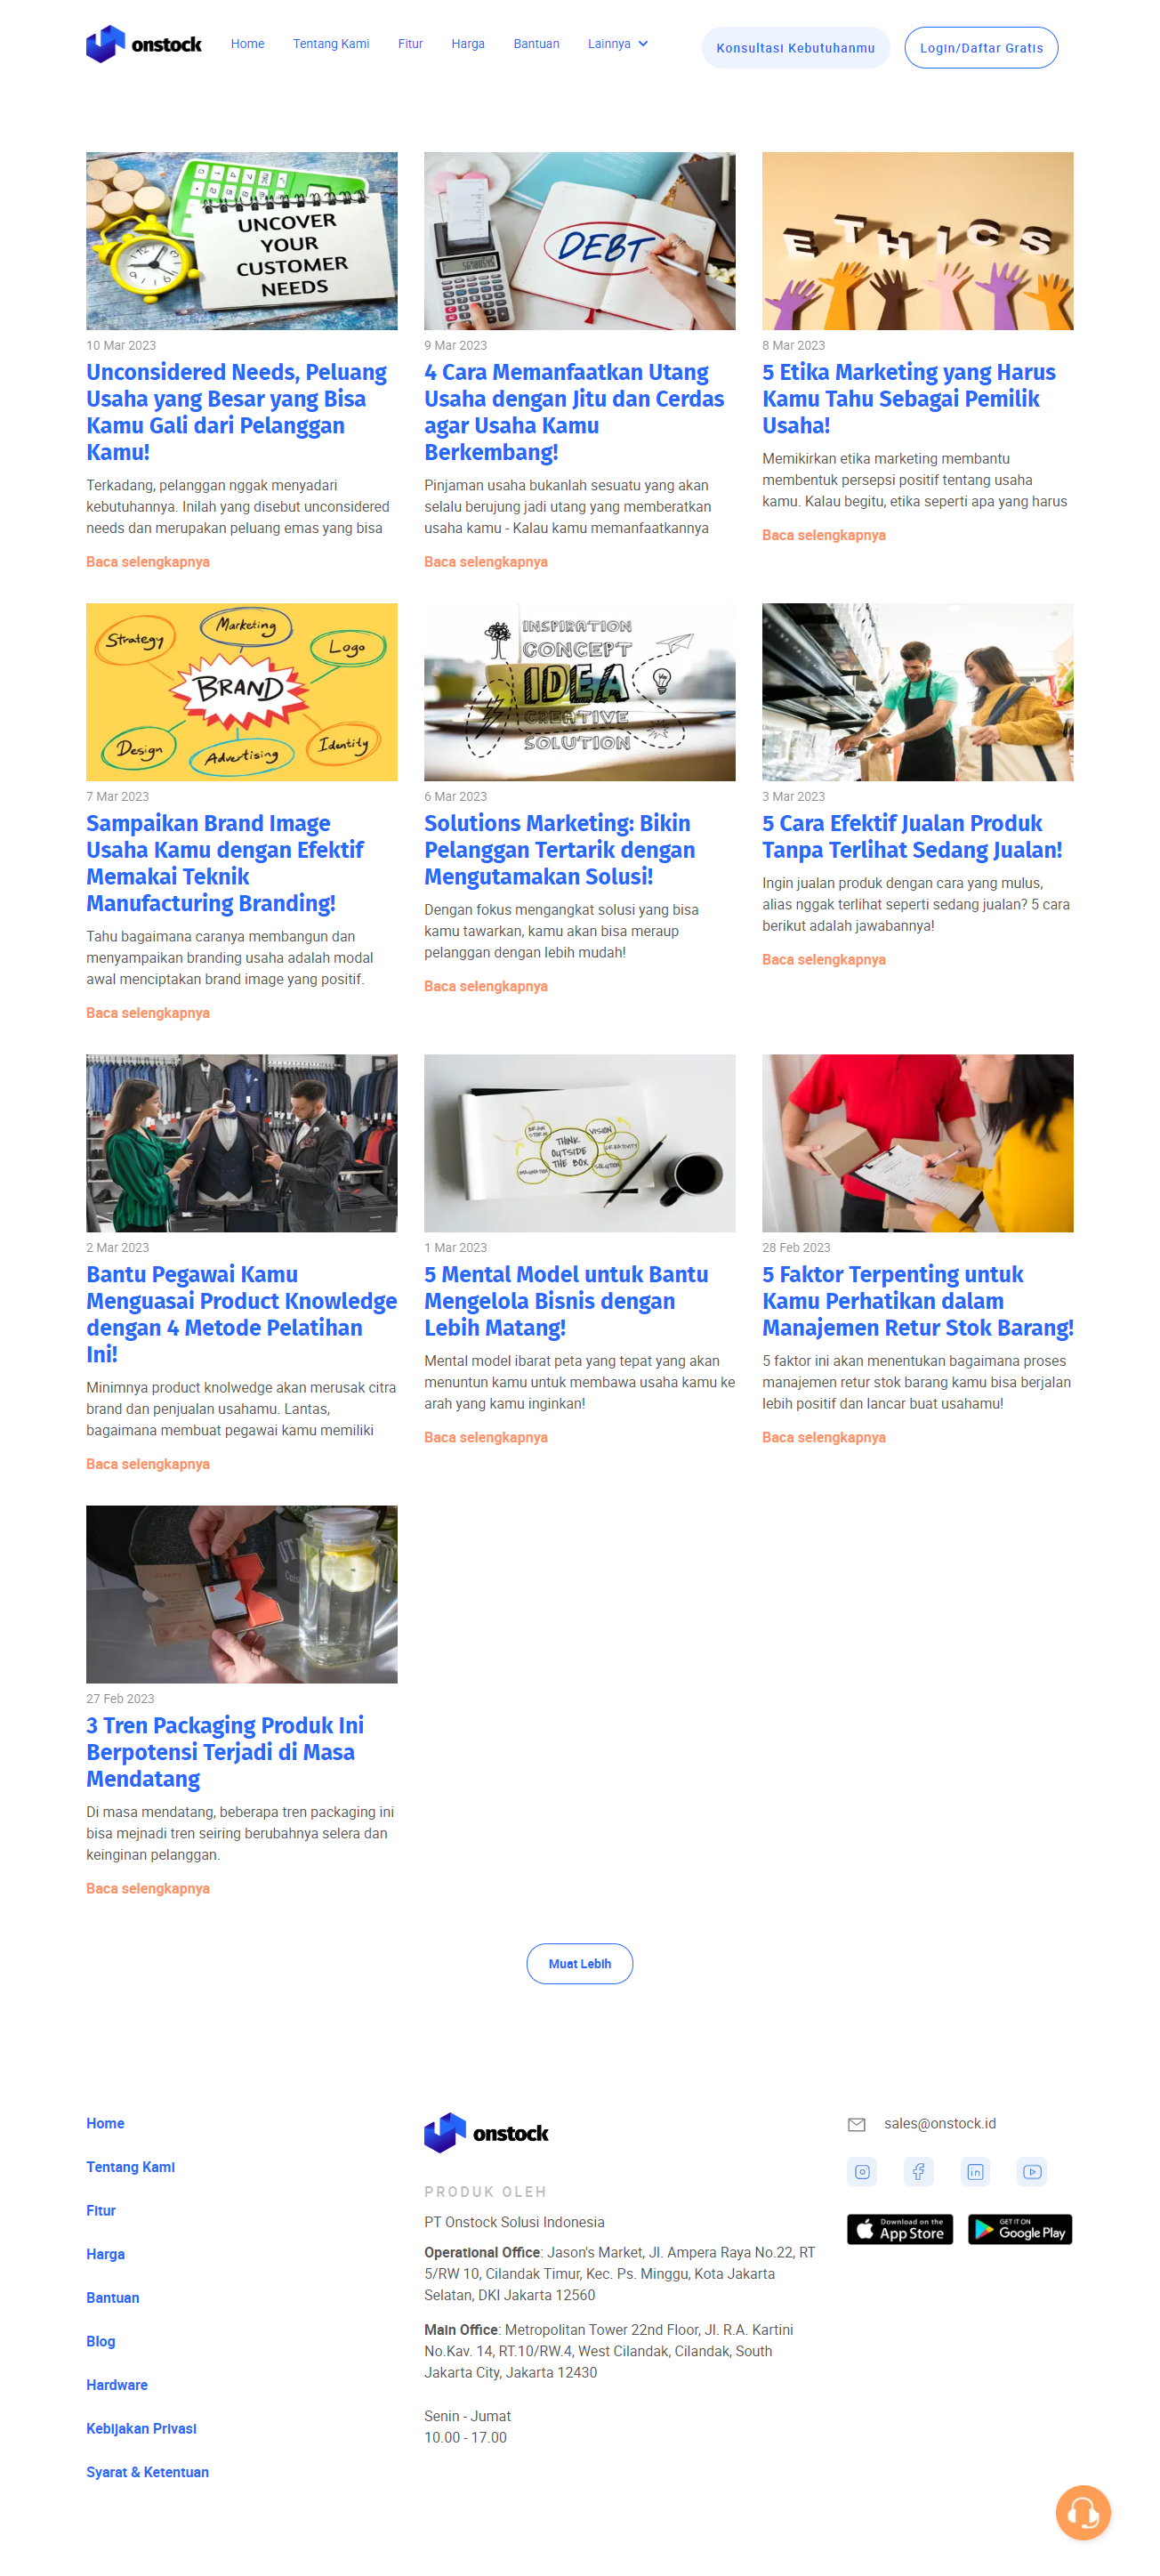 onstock
Home
Tentang Kami
Fitur
Harga
Bantuan
Lainnya
Konsultasi Kebutuhanmu
Login/Daftar Gratis
UNCOVER
YOUR
CUSTOMER
NEEDS
10 Mar 2023
Unconsidered Needs, Peluang
Usaha yang Besar yang Bisa
Kamu Gali dari Pelanggan
Kamu!
Terkadang, pelanggan nggak menyadari
kebutuhannya. Inilah yang disebut unconsidered
needs dan merupakan peluang emas yang bisa
Baca selengkapnya
DEBT
9 Mar 2023
4 Cara Memanfaatkan Utang
Usaha dengan Jitu dan Cerdas
agar Usaha Kamu
Berkembang!
Pinjaman usaha bukanlah sesuatu yang akan
selalu berujung jadi utang yang memberatkan
usaha kamu - Kalau kamu memanfaatkannya
Baca selengkapnya
ETHICS
8 Mar 2023
5 Etika Marketing yang Harus
Kamu Tahu Sebagai Pemilik
Usaha!
Memikirkan etika marketing membantu
membentuk persepsi positif tentang usaha
kamu. Kalau begitu, etika seperti apa yang harus
Baca selengkapnya
Strategy
Marketing
Logo
BRAND
Design
Advertising
Identity
7 Mar 2023
Sampaikan Brand Image
Usaha Kamu dengan Efektif
Memakai Teknik
Manufacturing Branding!
Tahu bagaimana caranya membangun dan
menyampaikan branding usaha adalah modal
awal menciptakan brand image yang positif.
Baca selengkapnya
INSPIRATION
CONCEPT
IDEA
CREATIVE
SOLUTION
6 Mar 2023
Solutions Marketing: Bikin
Pelanggan Tertarik dengan
Mengutamakan Solusi!
Dengan fokus mengangkat solusi yang bisa
kamu tawarkan, kamu akan bisa meraup
pelanggan dengan lebih mudah!
Baca selengkapnya
3 Mar 2023
5 Cara Efektif Jualan Produk
Tanpa Terlihat Sedang Jualan!
Ingin jualan produk dengan cara yang mulus,
alias nggak terlihat seperti sedang jualan? 5 cara
berikut adalah jawabannya!
Baca selengkapnya
2 Mar 2023
Bantu Pegawai Kamu
Menguasai Product Knowledge
dengan 4 Metode Pelatihan
Ini!
Minimnya product knolwedge akan merusak citra
brand dan penjualan usahamu. Lantas,
bagaimana membuat pegawai kamu memiliki
Baca selengkapnya
BRAIN
STORM
THINK
OUTSIDE
THE BOX
VISION
CREATIVITY
SOLUTION
1 Mar 2023
5 Mental Model untuk Bantu
Mengelola Bisnis dengan
Lebih Matang!
Mental model ibarat peta yang tepat yang akan
menuntun kamu untuk membawa usaha kamu ke
arah yang kamu inginkan!
Baca selengkapnya
28 Feb 2023
5 Faktor Terpenting untuk
Kamu Perhatikan dalam
Manajemen Retur Stok Barang!
5 faktor ini akan menentukan bagaimana proses
manajemen retur stok barang kamu bisa berjalan
lebih positif dan lancar buat usahamu!
Baca selengkapnya
27 Feb 2023
3 Tren Packaging Produk Ini
Berpotensi Terjadi di Masa
Mendatang
Di masa mendatang, beberapa tren packaging ini
bisa mejnadi tren seiring berubahnya selera dan
keinginan pelanggan.
Baca selengkapnya
Muat Lebih
Home
Tentang Kami
Fitur
Harga
Bantuan
Blog
Hardware
Kebijakan Privasi
Syarat & Ketentuan
onstock
PRODUK OLEH
PT Onstock Solusi Indonesia
Operational Office: Jason's Market, Jl. Ampera Raya No.22, RT
5/RW 10, Cilandak Timur, Kec. Ps. Minggu, Kota Jakarta
Selatan, DKI Jakarta 12560
Main Office: Metropolitan Tower 22nd Floor, Jl. R.A. Kartini
No.Kav. 14, RT.10/RW.4, West Cilandak, Cilandak, South
Jakarta City, Jakarta 12430
Senin - Jumat
10.00 - 17.00
sales@onstock.id
Download on the
App Store
GET IT ON
Google Play